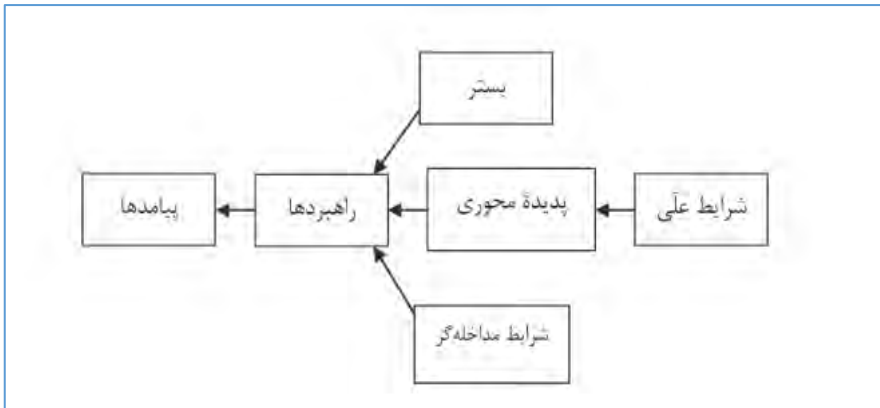 بستر
شرایط علّی
پدیدهٔ محوری
راهبردها
پیامدها
شرایط مداخله‌گر